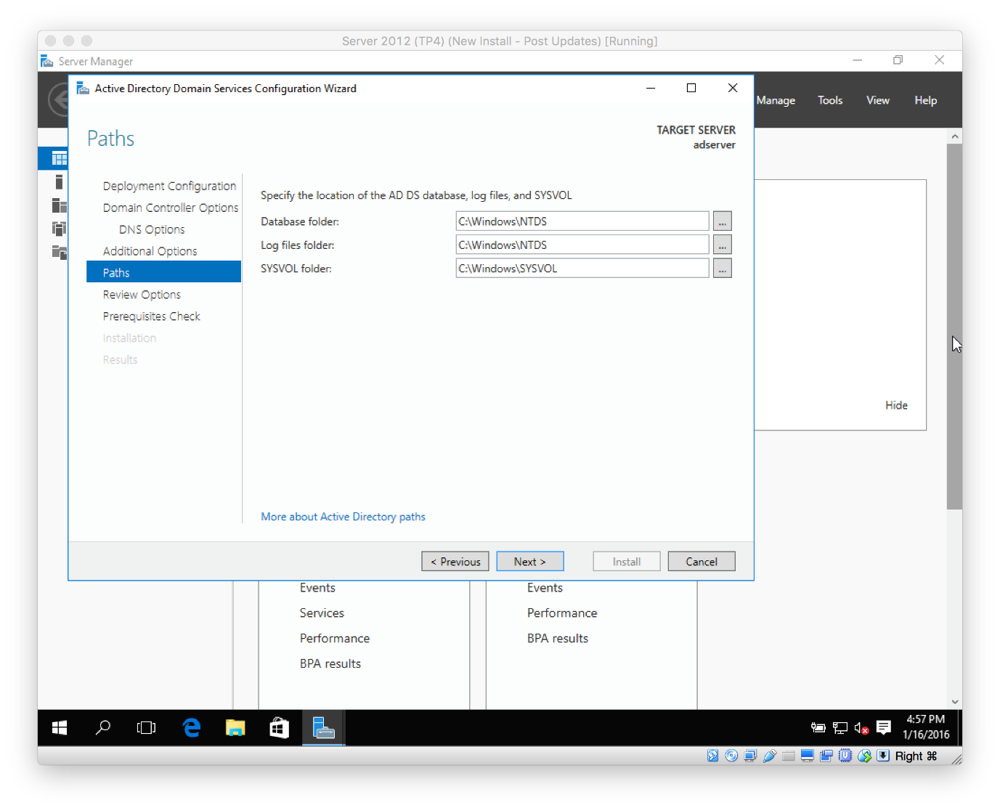 Server 2012 (TP4) (New Install - Post Updates) [Running]
Server Manager
Active Directory Domain Services Configuration Wizard
Manage
Tools
View
Help
Paths
TARGET SERVER
adserver
Deployment Configuration
Domain Controller Options
DNS Options
Additional Options
Paths
Review Options
Prerequisites Check
Installation
Results
Specify the location of the AD DS database, log files, and SYSVOL
Database folder:
C:\Windows\NTDS
...
Log files folder:
C:\Windows\NTDS
...
SYSVOL folder:
C:\Windows\SYSVOL
...
Hide
More about Active Directory paths
< Previous
Next >
Install
Cancel
Events
Services
Performance
BPA results
Events
Performance
BPA results
4:57 PM
1/16/2016
Right ⌘